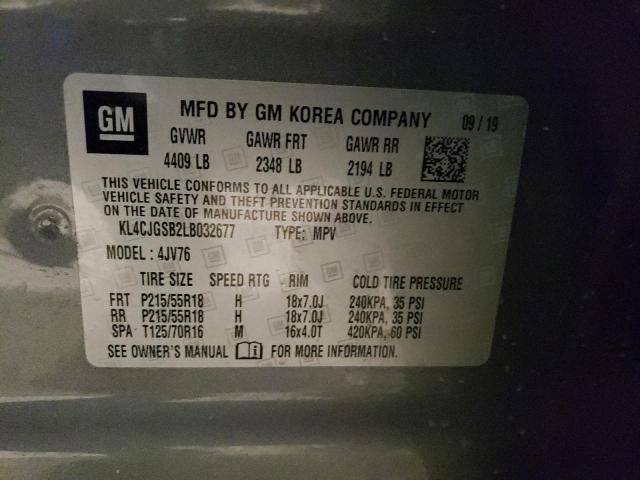 GM
MFD BY GM KOREA COMPANY 09 / 19
GVWR GAWR FRT GAWR RR
4409 LB 2348 LB 2194 LB
THIS VEHICLE CONFORMS TO ALL APPLICABLE U.S. FEDERAL MOTOR
VEHICLE SAFETY AND THEFT PREVENTION STANDARDS IN EFFECT
ON THE DATE OF MANUFACTURE SHOWN ABOVE.
KL4CJGSB2LB032677 TYPE: MPV
MODEL : 4JV76
TIRE SIZE SPEED RTG RIM COLD TIRE PRESSURE
FRT P215/55R18 H 18x7.0J 240KPA, 35 PSI
RR P215/55R18 H 18x7.0J 240KPA, 35 PSI
SPA T125/70R16 M 16x4.0T 420KPA, 60 PSI
SEE OWNER'S MANUAL FOR MORE INFORMATION.